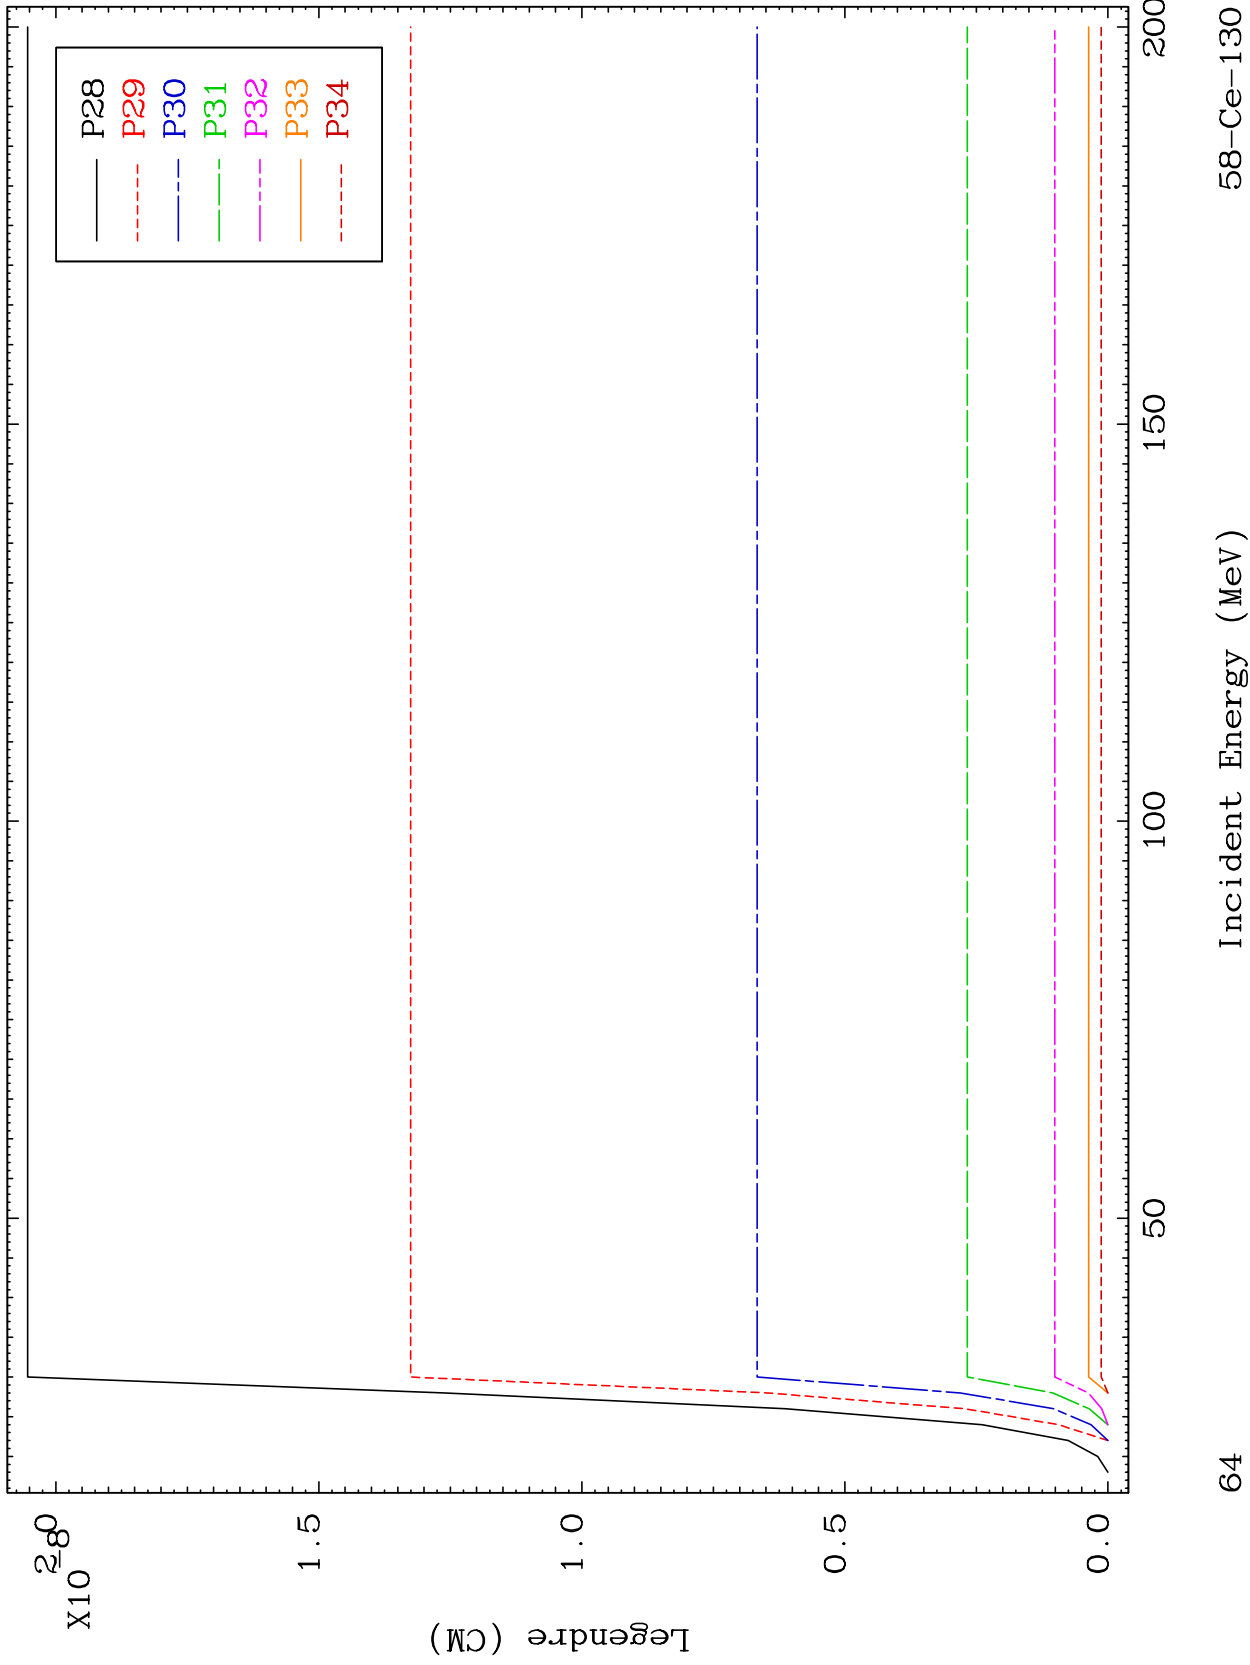 X10
-8
2.0
1.5
1.0
0.5
0.0
Legendre (CM)
P28
P29
P30
P31
P32
P33
P34
50
100
150
200
64
Incident Energy (MeV)
58-Ce-130